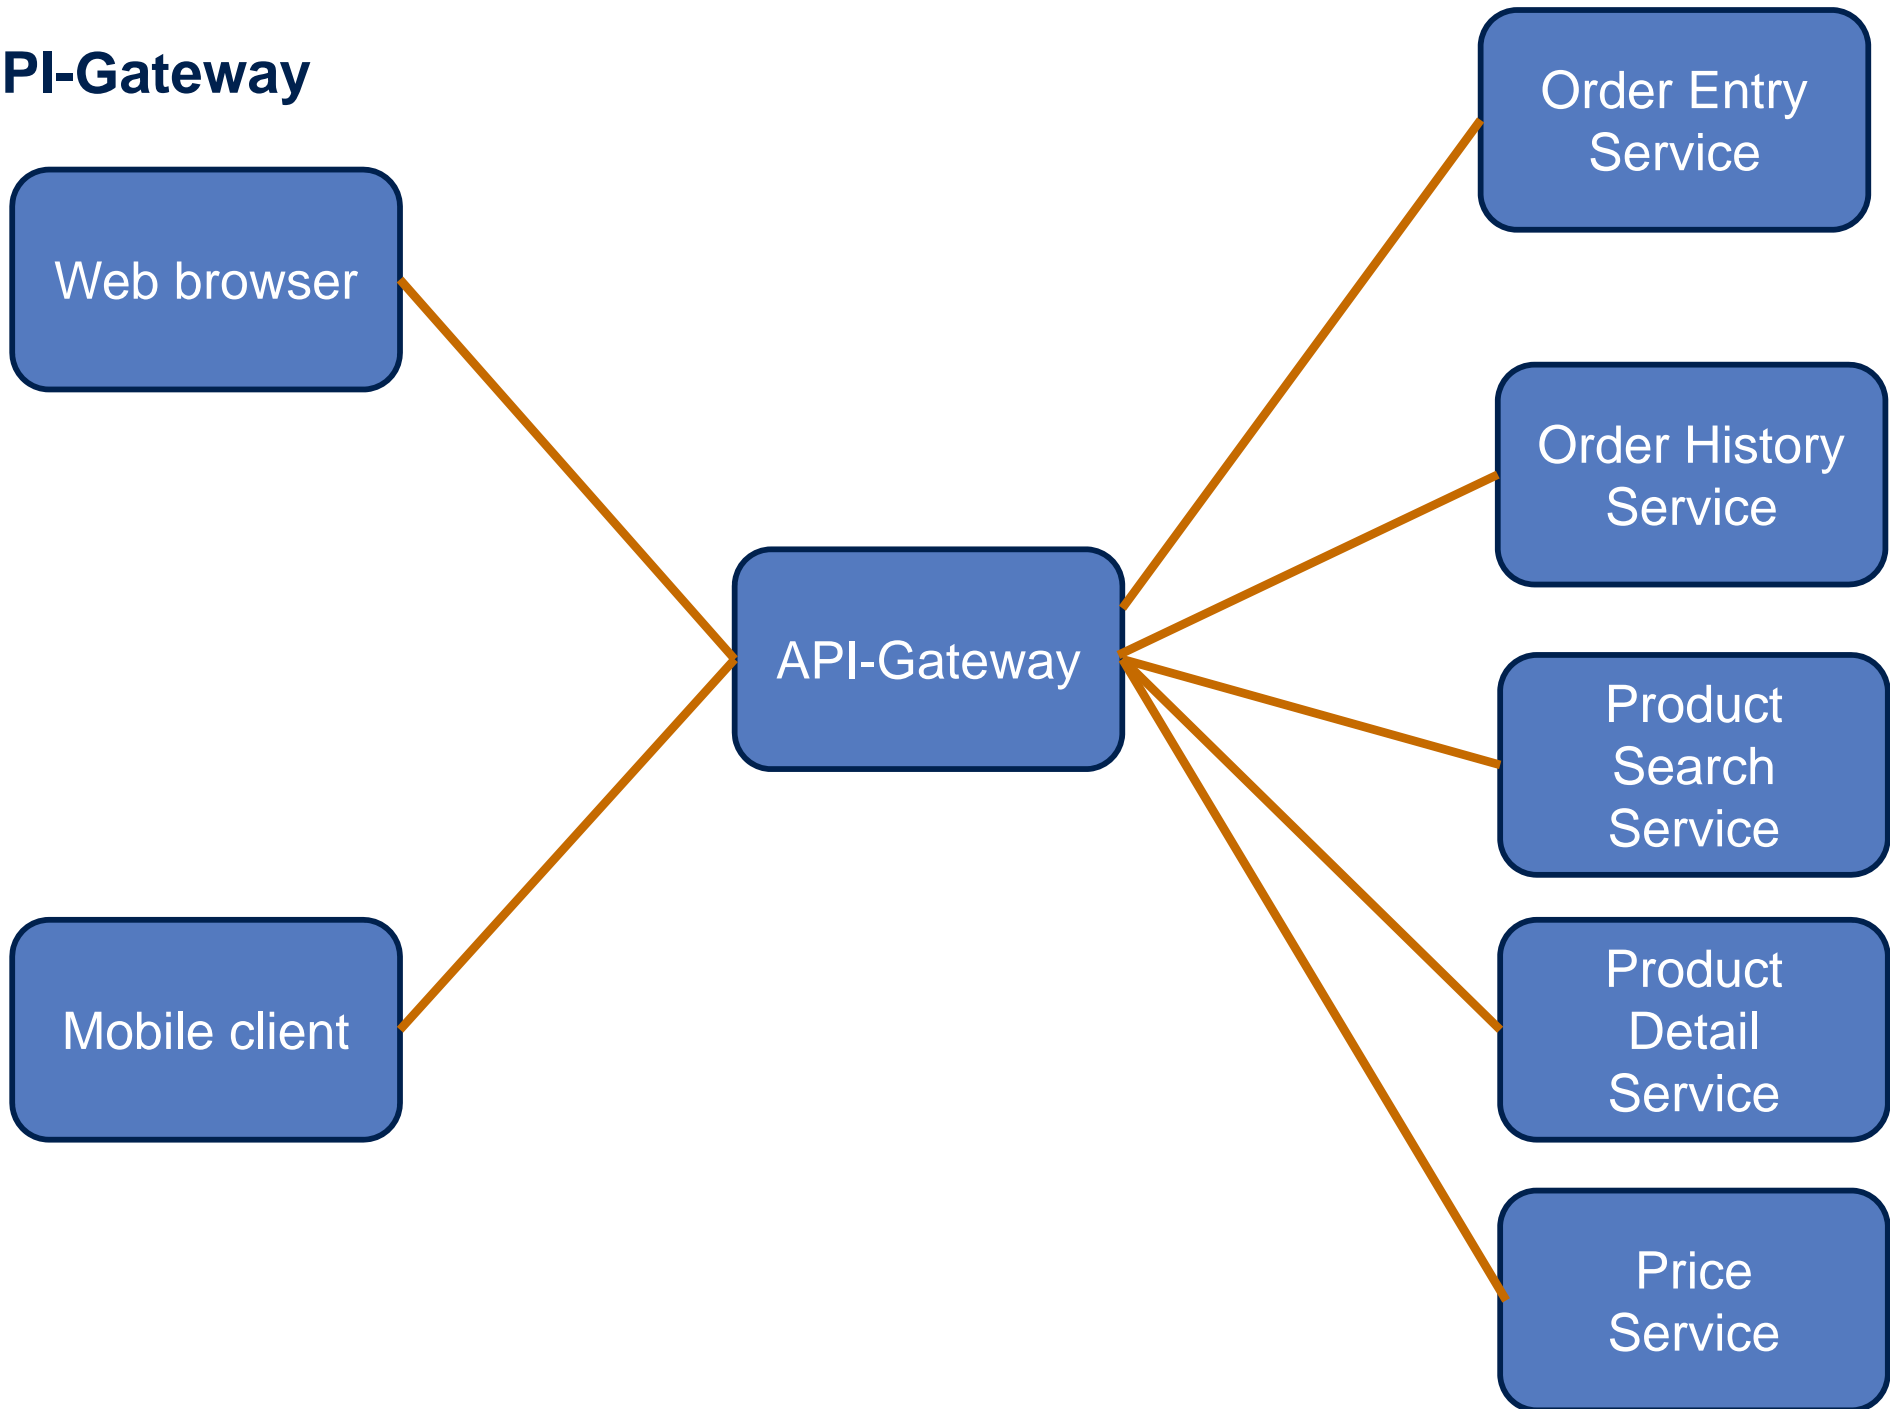 PI-Gateway
Order Entry
Service
Web browser
Order History
Service
API-Gateway
Product
Search
Service
Product
Detail
Service
Mobile client
Price
Service